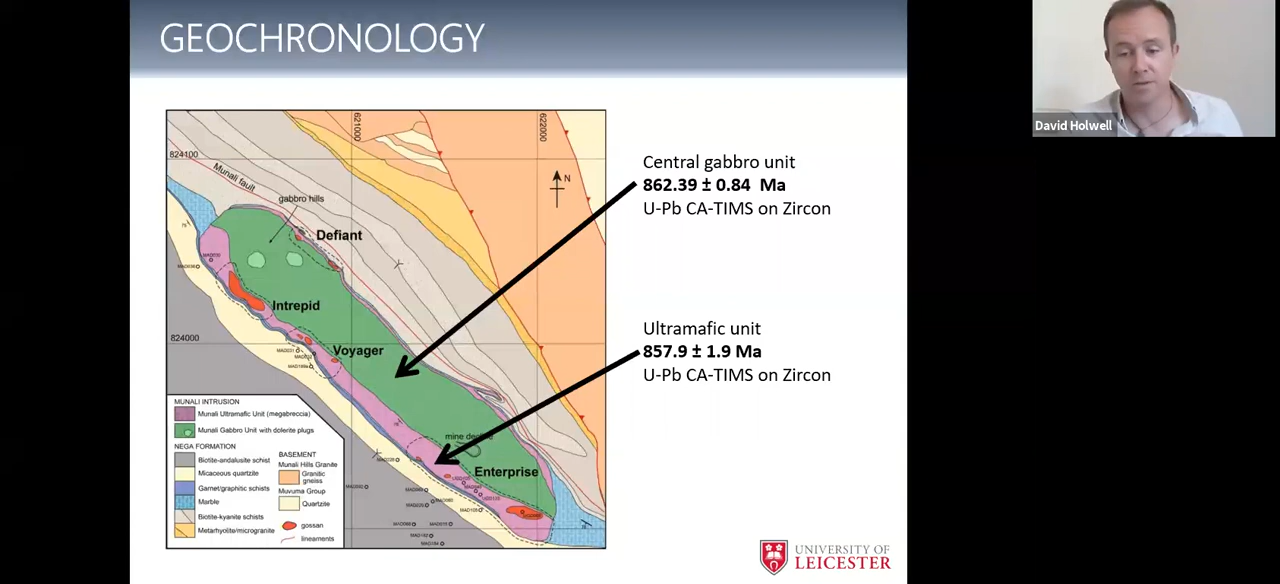 GEOCHRONOLOGY
David Holwell
621000
622000
824100
Munali fault
N
gabbro hills
Defiant
Intrepid
824000
Voyager
Enterprise
Central gabbro unit
862.39 ± 0.84 Ma
U-Pb CA-TIMS on Zircon
Ultramafic unit
857.9 ± 1.9 Ma
U-Pb CA-TIMS on Zircon
MUNALI INTRUSION
Munali Ultramafic Unit (megabreccia)
Munali Gabbro Unit with dolerite plugs
NEGA FORMATION
Biotite-andalusite schist
Micaceous quartzite
Garnet/graphitic schists
Marble
Biotite-kyanite schists
Metarhyolite/microgranite
BASEMENT
Munali Hills Granite
Granitic
gneiss
Muvuma Group
Quartzite
gossan
lineaments
UNIVERSITY OF
LEICESTER